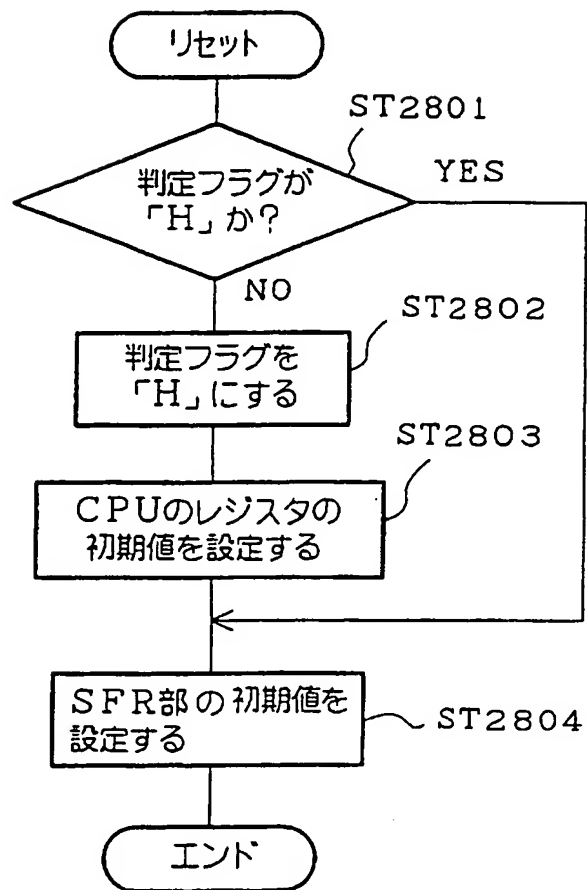 リセット
ST2801
判定フラグが
「H」か?
YES
NO
ST2802
判定フラグを
「H」にする
ST2803
CPUのレジスタの
初期値を設定する
SFR部の初期値を
設定する
ST2804
エンド